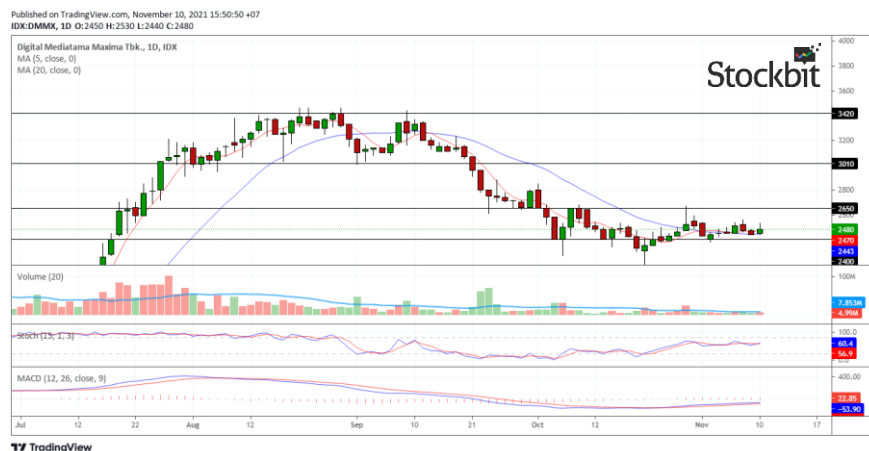 Published on TradingView.com, November 10, 2021 15:50:50 +07
IDX:DMMX, 1D O:2450 H:2530 L:2440 C:2480
Digital Mediatama Maxima Tbk., 1D, IDX
MA (5, close, 0)
MA (20, close, 0)
Stockbit
4000
3800
3600
3420
3200
3010
2800
2650
2480
2470
2443
2400
Volume (20)
100M
7.853M
4.99M
Stoch (15, 1, 3)
100.0
60.4
56.9
MACD (12, 26, close, 9)
400.00
22.85
-53.90
Jul 12 22 Aug 12 Sep 10 21 Oct 12 Nov 10 17
TradingView